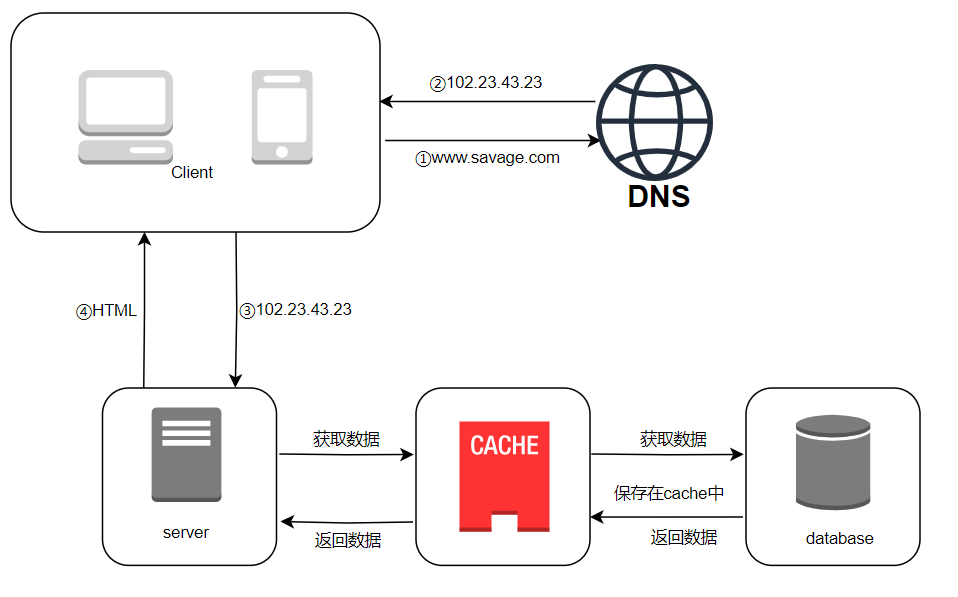 ②102.23.43.23
①www.savage.com
Client
DNS
④HTML
③102.23.43.23
获取数据
CACHE
获取数据
保存在cache中
server
返回数据
返回数据
database